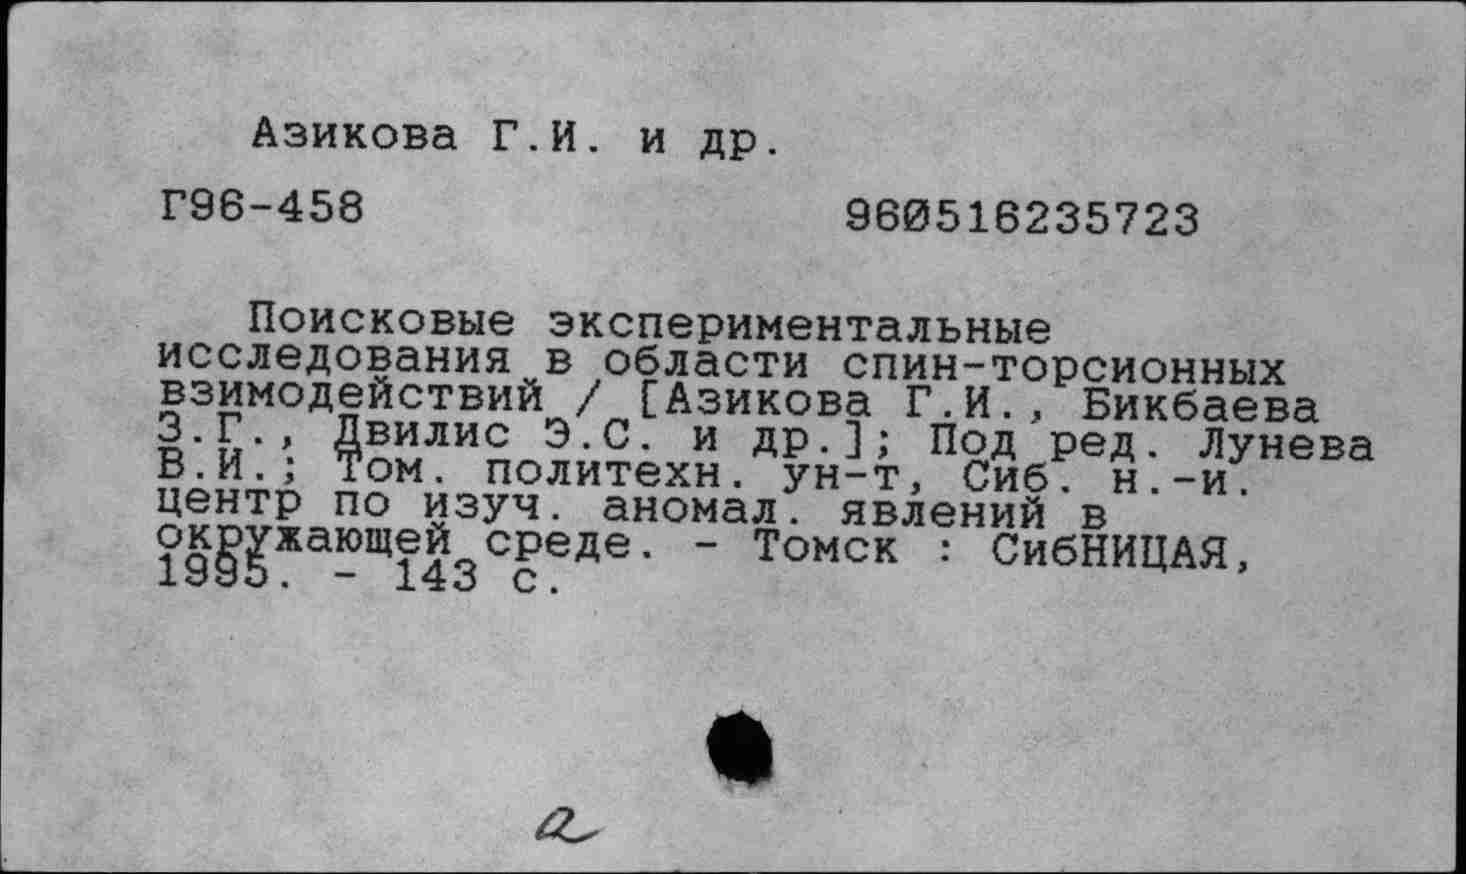 Азикова Г.И. и др.
Г96-458 960516235723
Поисковые экспериментальные
исследования в области спин-торсионных
взимодействий / [Азикова Г.И., Бикбаева
З.Г., Двилис Э.С. и др.]; Под ред. Лунева
В.И.; Том. политехн. ун-т, Сиб. н.-и.
центр по изуч. аномал. явлений в
окружающей среде. - Томск : СибНИЦАЯ,
1995. - 143 с.
а